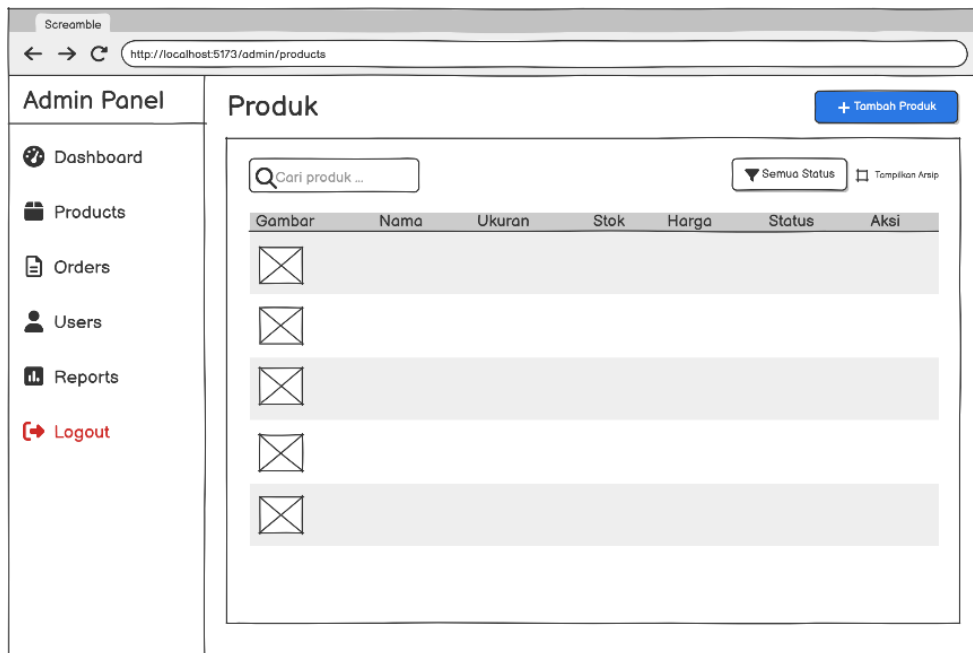 Screamble
http://localhost:5173/admin/products
Admin Panel
Dashboard
Products
Orders
Users
Reports
Logout
Produk
+ Tambah Produk
Cari produk ...
Semua Status
Tampilkan Arsip
Gambar Nama Ukuran Stok Harga Status Aksi